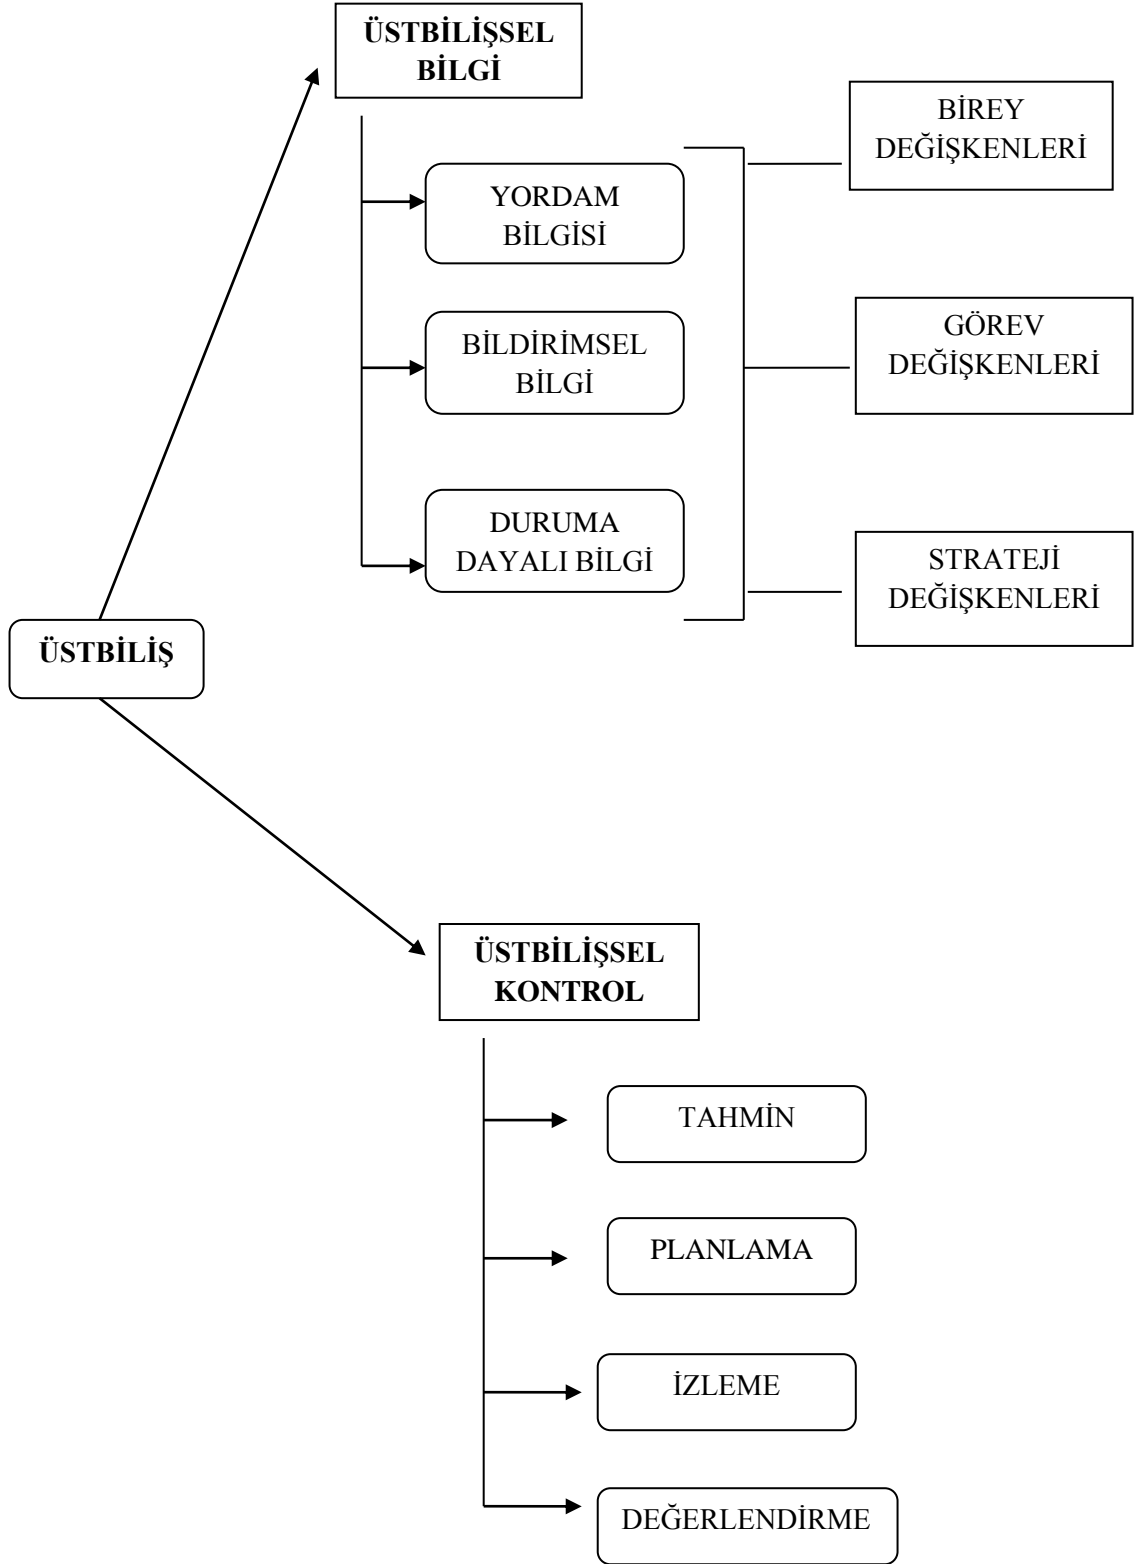 ÜSTBİLİŞSEL
BİLGİ
BİREY
DEĞİŞKENLERİ
YORDAM
BİLGİSİ
BİLDİRİMSEL
BİLGİ
GÖREV
DEĞİŞKENLERİ
DURUMA
DAYALI BİLGİ
STRATEJİ
DEĞİŞKENLERİ
ÜSTBİLİŞ
ÜSTBİLİŞSEL
KONTROL
TAHMİN
PLANLAMA
İZLEME
DEĞERLENDİRME